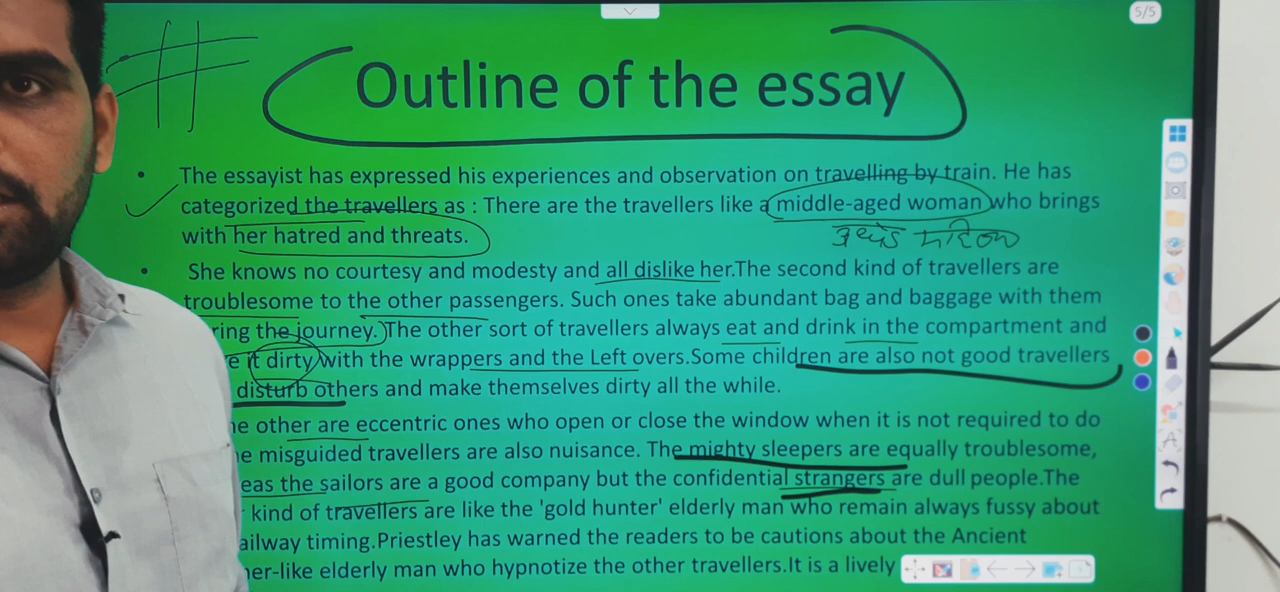 5/5
Outline of the essay
• The essayist has expressed his experiences and observation on travelling by train. He has
categorized the travellers as : There are the travellers like a middle-aged woman who brings
with her hatred and threats.
• She knows no courtesy and modesty and all dislike her.The second kind of travellers are
troublesome to the other passengers. Such ones take abundant bag and baggage with them
ring the journey. The other sort of travellers always eat and drink in the compartment and
e it dirty with the wrappers and the Left overs.Some children are also not good travellers
disturb others and make themselves dirty all the while.
he other are eccentric ones who open or close the window when it is not required to do
e misguided travellers are also nuisance. The mighty sleepers are equally troublesome,
eas the sailors are a good company but the confidential strangers are dull people.The
kind of travellers are like the 'gold hunter' elderly man who remain always fussy about
ailway timing.Priestley has warned the readers to be cautions about the Ancient
ner-like elderly man who hypnotize the other travellers.It is a lively